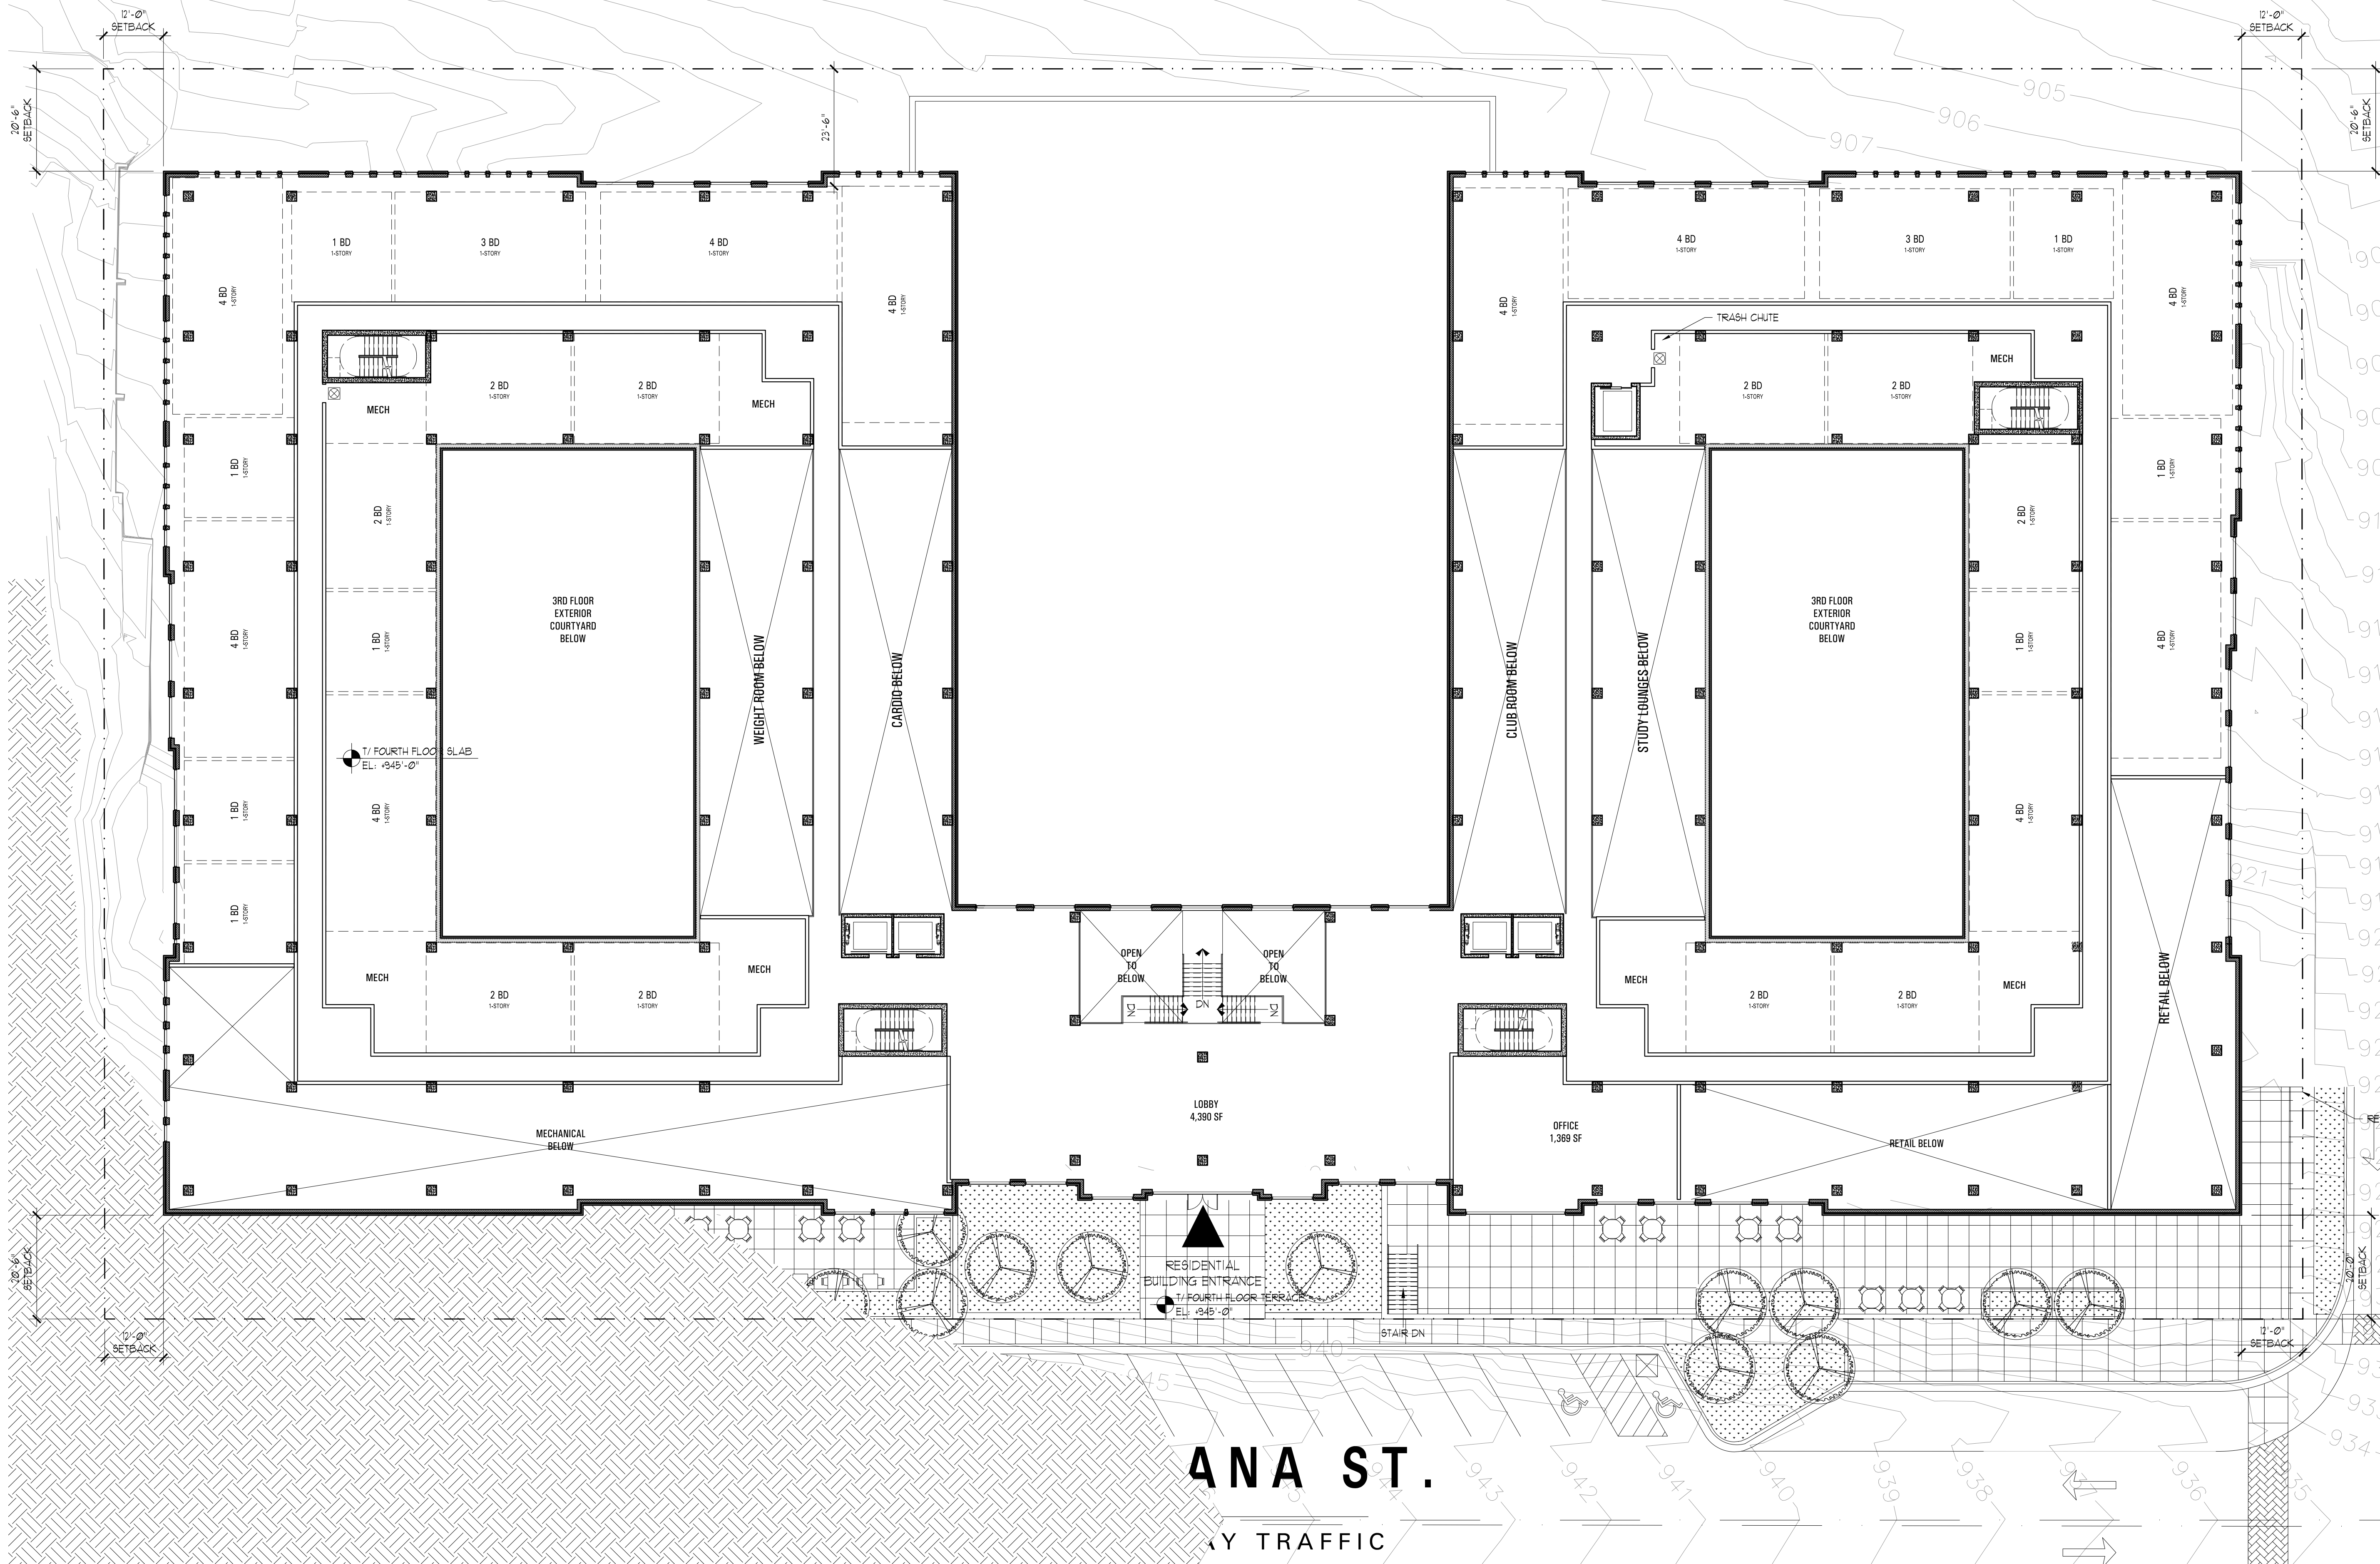 12'-0"
SETBACK
12'-0"
SETBACK
20'-6"
SETBACK
23'-6"
20'-6"
SETBACK
905
906
907
1 BD
1-STORY
3 BD
1-STORY
4 BD
1-STORY
4 BD
1-STORY
4 BD
1-STORY
4 BD
1-STORY
4 BD
1-STORY
3 BD
1-STORY
1 BD
1-STORY
4 BD
1-STORY
TRASH CHUTE
MECH
2 BD
1-STORY
2 BD
1-STORY
MECH
2 BD
1-STORY
2 BD
1-STORY
MECH
1 BD
1-STORY
2 BD
1-STORY
2 BD
1-STORY
1 BD
1-STORY
3RD FLOOR
EXTERIOR
COURTYARD
BELOW
3RD FLOOR
EXTERIOR
COURTYARD
BELOW
4 BD
1-STORY
1 BD
1-STORY
WEIGHT ROOM BELOW
CARDIO BELOW
CLUB ROOM BELOW
STUDY LOUNGES BELOW
1 BD
1-STORY
4 BD
1-STORY
T/ FOURTH FLOOR SLAB
EL: +945'-0"
1 BD
1-STORY
4 BD
1-STORY
4 BD
1-STORY
921
1 BD
1-STORY
OPEN
TO
BELOW
OPEN
TO
BELOW
DN
DN
DN
MECH
2 BD
1-STORY
2 BD
1-STORY
MECH
MECH
2 BD
1-STORY
2 BD
1-STORY
MECH
RETAIL BELOW
LOBBY
4,390 SF
MECHANICAL
BELOW
OFFICE
1,369 SF
RETAIL BELOW
RE
20'-6"
SETBACK
RESIDENTIAL
BUILDING ENTRANCE
T/ FOURTH FLOOR TERRACE
EL: +945'-0"
20'-0"
SETBACK
12'-0"
SETBACK
STAIR DN
12'-0"
SETBACK
940
945
934
ANA ST.
945
944
943
942
941
940
939
938
937
936
935
AY TRAFFIC